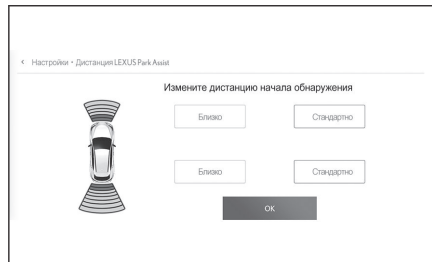 ‹ Настройки • Дистанция LEXUS Park Assist
Измените дистанцию начала обнаружения
Близко Стандартно
Близко Стандартно
OK